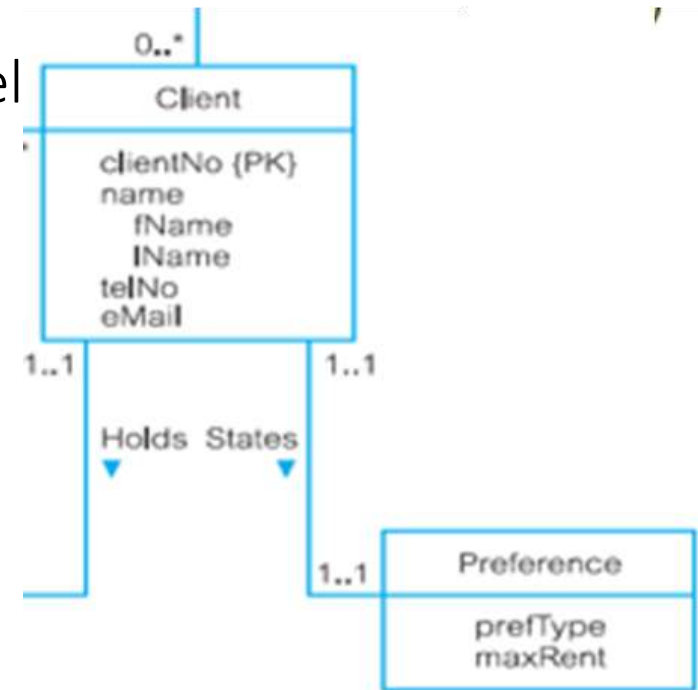 0..*
el
Client
clientNo {PK}
name
fName
lName
telNo
eMail
1..1 1..1
Holds States
1..1
Preference
prefType
maxRent